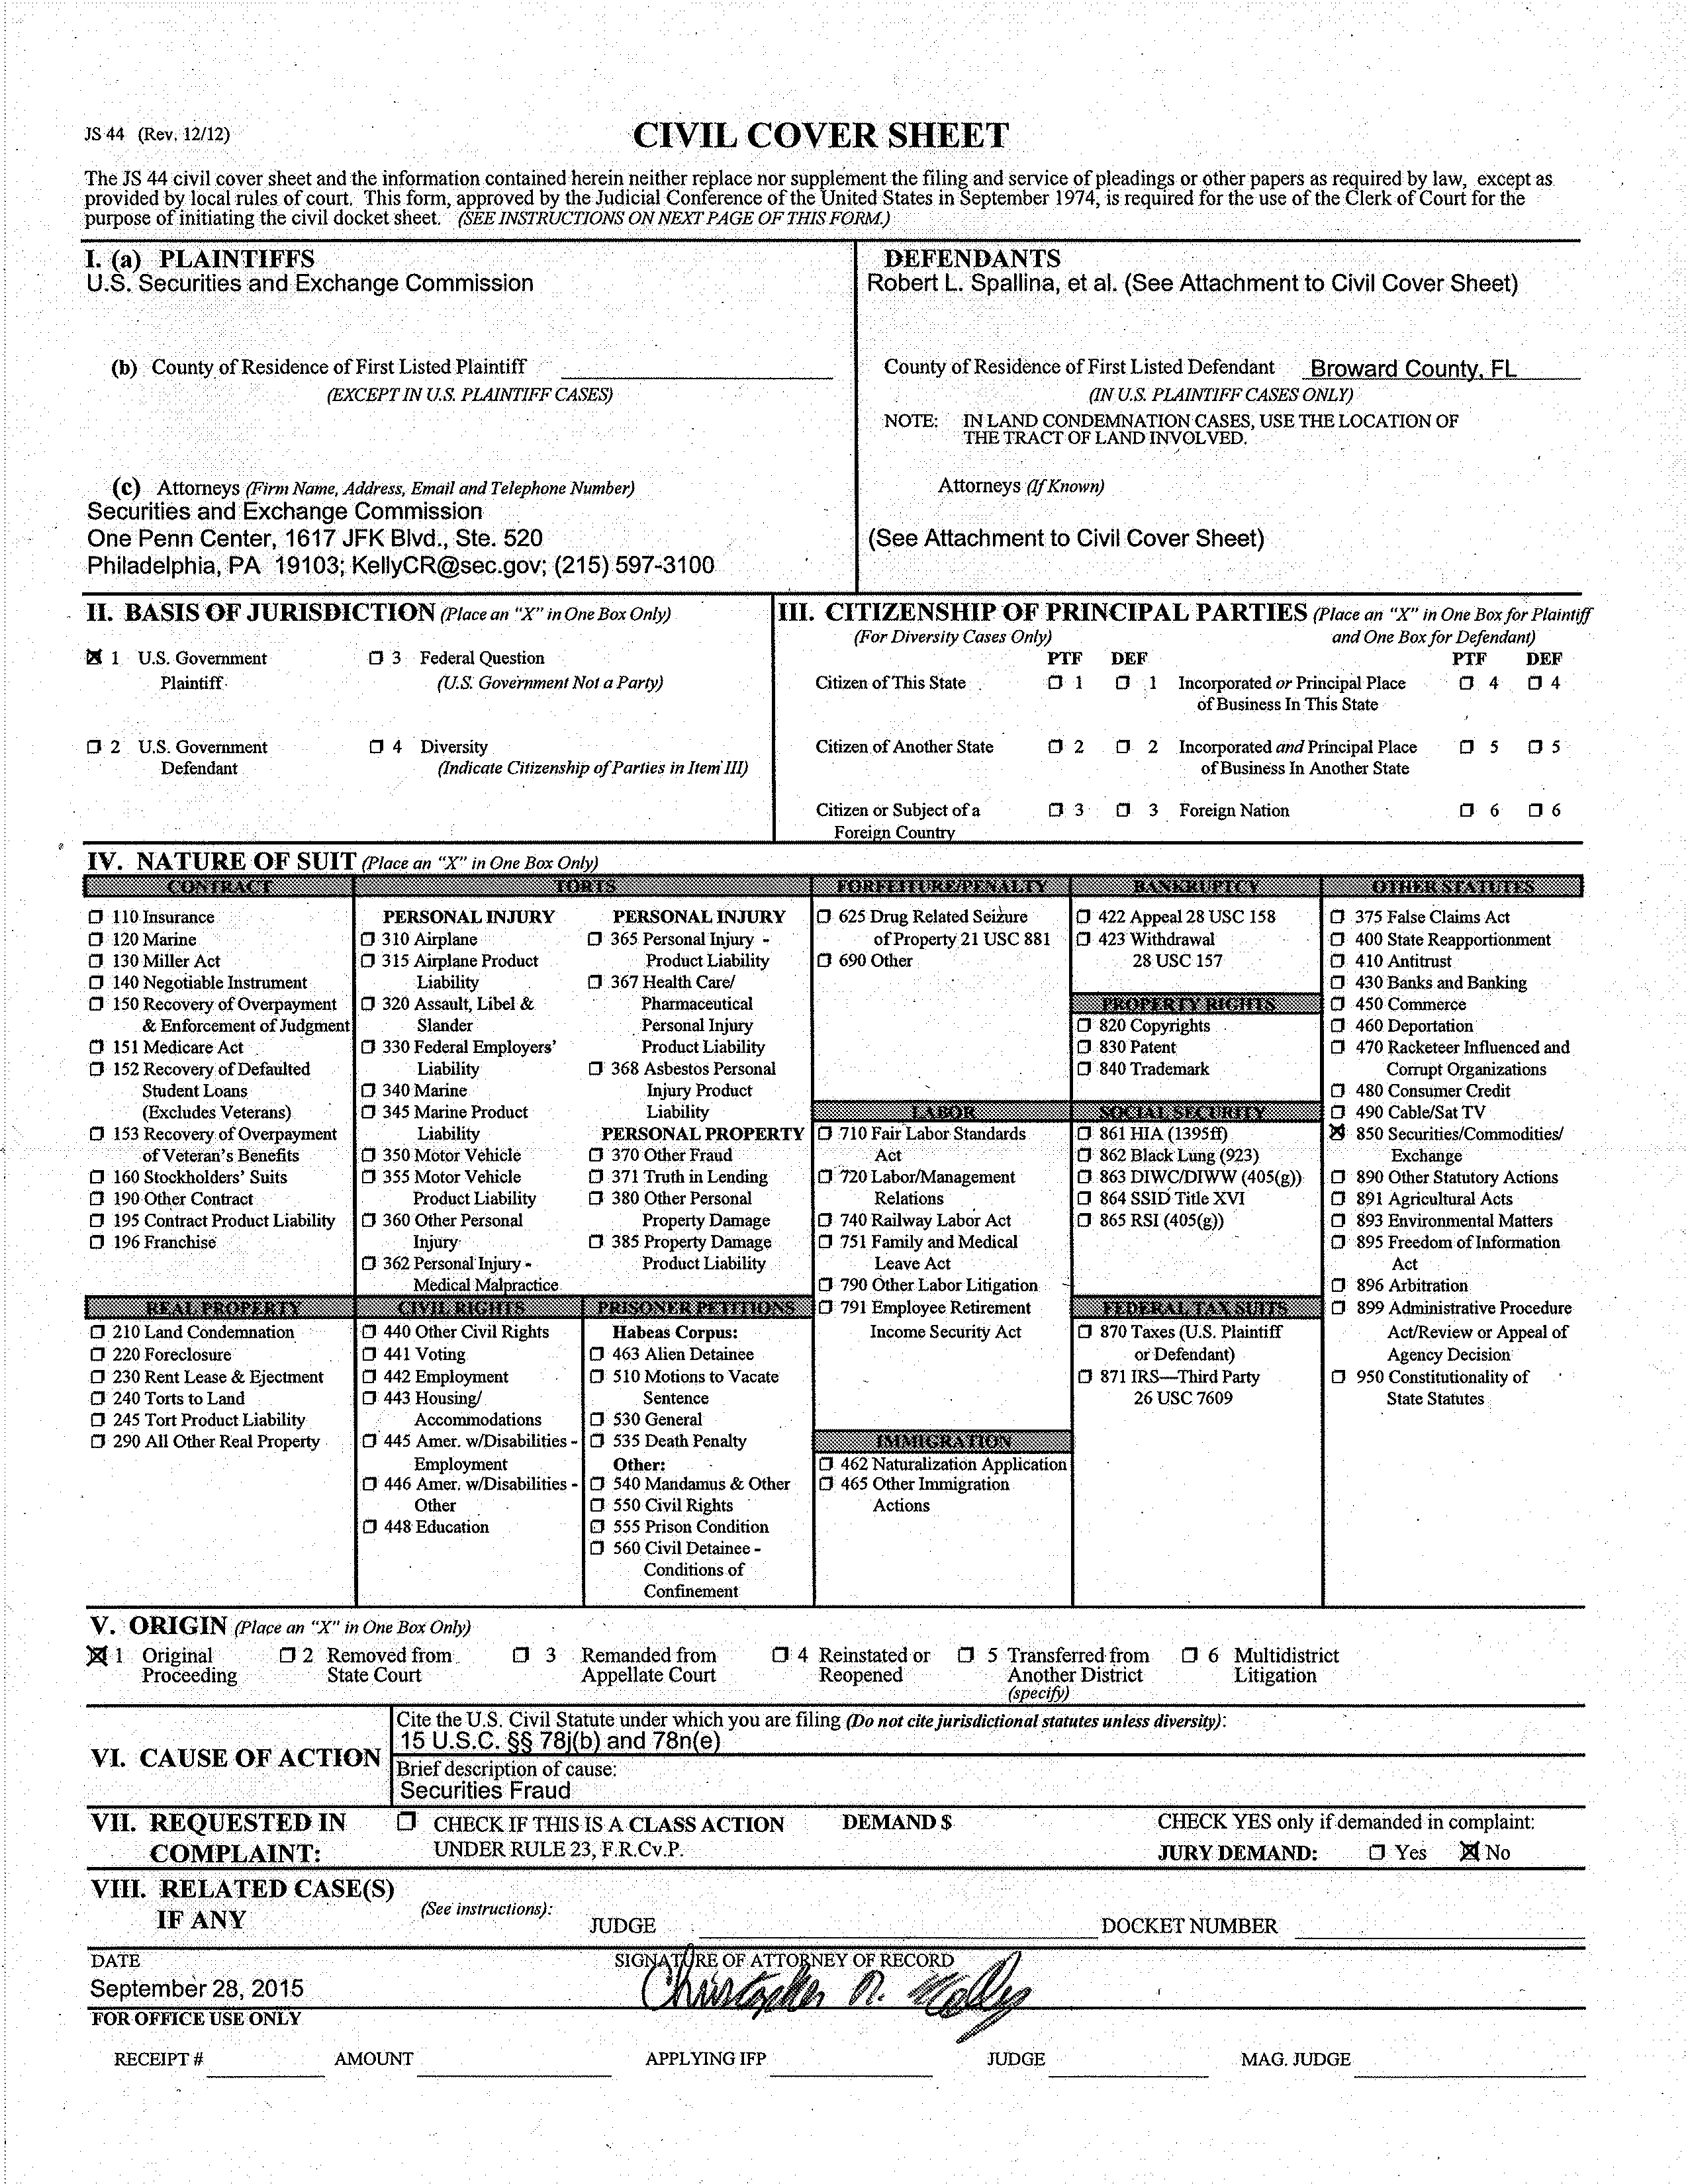 JS 44 (Rev. 12/12)
CIVIL COVER SHEET
The JS 44 civil cover sheet and the information contained herein neither replace nor supplement the filing and service of pleadings or other papers as required by law, except as
provided by local rules of court. This form, approved by the Judicial Conference of the United States in September 1974, is required for the use of the Clerk of Court for the
purpose of initiating the civil docket sheet. (SEE INSTRUCTIONS ON NEXT PAGE OF THIS FORM.)
I. (a) PLAINTIFFS
U.S. Securities and Exchange Commission
(b) County of Residence of First Listed Plaintiff
(EXCEPT IN U.S. PLAINTIFF CASES)
(c) Attorneys (Firm Name, Address, Email and Telephone Number)
Securities and Exchange Commission
One Penn Center, 1617 JFK Blvd., Ste. 520
Philadelphia, PA 19103; KellyCR@sec.gov; (215) 597-3100
DEFENDANTS
Robert L. Spallina, et al. (See Attachment to Civil Cover Sheet)
County of Residence of First Listed Defendant Broward County, FL
(IN U.S. PLAINTIFF CASES ONLY)
NOTE: IN LAND CONDEMNATION CASES, USE THE LOCATION OF
THE TRACT OF LAND INVOLVED.
Attorneys (If Known)
(See Attachment to Civil Cover Sheet)
II. BASIS OF JURISDICTION (Place an "X" in One Box Only)
1 U.S. Government
Plaintiff
3 Federal Question
(U.S. Government Not a Party)
2 U.S. Government
Defendant
4 Diversity
(Indicate Citizenship of Parties in Item III)
III. CITIZENSHIP OF PRINCIPAL PARTIES (Place an "X" in One Box for Plaintiff
(For Diversity Cases Only) and One Box for Defendant)
PTF DEF PTF DEF
Citizen of This State 1 1 Incorporated or Principal Place 4 4
of Business In This State
Citizen of Another State 2 2 Incorporated and Principal Place 5 5
of Business In Another State
Citizen or Subject of a 3 3 Foreign Nation 6 6
Foreign Country
IV. NATURE OF SUIT (Place an "X" in One Box Only)
CONTRACT
110 Insurance
120 Marine
130 Miller Act
140 Negotiable Instrument
150 Recovery of Overpayment
& Enforcement of Judgment
151 Medicare Act
152 Recovery of Defaulted
Student Loans
(Excludes Veterans)
153 Recovery of Overpayment
of Veteran's Benefits
160 Stockholders' Suits
190 Other Contract
195 Contract Product Liability
196 Franchise
REAL PROPERTY
210 Land Condemnation
220 Foreclosure
230 Rent Lease & Ejectment
240 Torts to Land
245 Tort Product Liability
290 All Other Real Property
TORTS
PERSONAL INJURY
310 Airplane
315 Airplane Product
Liability
320 Assault, Libel &
Slander
330 Federal Employers'
Liability
340 Marine
345 Marine Product
Liability
350 Motor Vehicle
355 Motor Vehicle
Product Liability
360 Other Personal
Injury
362 Personal Injury -
Medical Malpractice
CIVIL RIGHTS
440 Other Civil Rights
441 Voting
442 Employment
443 Housing/
Accommodations
445 Amer. w/Disabilities -
Employment
446 Amer. w/Disabilities -
Other
448 Education
PERSONAL INJURY
365 Personal Injury -
Product Liability
367 Health Care/
Pharmaceutical
Personal Injury
Product Liability
368 Asbestos Personal
Injury Product
Liability
PERSONAL PROPERTY
370 Other Fraud
371 Truth in Lending
380 Other Personal
Property Damage
385 Property Damage
Product Liability
PRISONER PETITIONS
Habeas Corpus:
463 Alien Detainee
510 Motions to Vacate
Sentence
530 General
535 Death Penalty
Other:
540 Mandamus & Other
550 Civil Rights
555 Prison Condition
560 Civil Detainee -
Conditions of
Confinement
FORFEITURE/PENALTY
625 Drug Related Seizure
of Property 21 USC 881
690 Other
LABOR
710 Fair Labor Standards
Act
720 Labor/Management
Relations
740 Railway Labor Act
751 Family and Medical
Leave Act
790 Other Labor Litigation
791 Employee Retirement
Income Security Act
IMMIGRATION
462 Naturalization Application
465 Other Immigration
Actions
BANKRUPTCY
422 Appeal 28 USC 158
423 Withdrawal
28 USC 157
PROPERTY RIGHTS
820 Copyrights
830 Patent
840 Trademark
SOCIAL SECURITY
861 HIA (1395ff)
862 Black Lung (923)
863 DIWC/DIWW (405(g))
864 SSID Title XVI
865 RSI (405(g))
FEDERAL TAX SUITS
870 Taxes (U.S. Plaintiff
or Defendant)
871 IRS—Third Party
26 USC 7609
OTHER STATUTES
375 False Claims Act
400 State Reapportionment
410 Antitrust
430 Banks and Banking
450 Commerce
460 Deportation
470 Racketeer Influenced and
Corrupt Organizations
480 Consumer Credit
490 Cable/Sat TV
850 Securities/Commodities/
Exchange
890 Other Statutory Actions
891 Agricultural Acts
893 Environmental Matters
895 Freedom of Information
Act
896 Arbitration
899 Administrative Procedure
Act/Review or Appeal of
Agency Decision
950 Constitutionality of
State Statutes
V. ORIGIN (Place an "X" in One Box Only)
1 Original
Proceeding
2 Removed from
State Court
3 Remanded from
Appellate Court
4 Reinstated or
Reopened
5 Transferred from
Another District
(specify)
6 Multidistrict
Litigation
VI. CAUSE OF ACTION
Cite the U.S. Civil Statute under which you are filing (Do not cite jurisdictional statutes unless diversity):
15 U.S.C. §§ 78j(b) and 78n(e)
Brief description of cause:
Securities Fraud
VII. REQUESTED IN
COMPLAINT:
CHECK IF THIS IS A CLASS ACTION
UNDER RULE 23, F.R.Cv.P.
DEMAND $
CHECK YES only if demanded in complaint:
JURY DEMAND: Yes No
VIII. RELATED CASE(S)
IF ANY
(See instructions):
JUDGE DOCKET NUMBER
DATE
September 28, 2015
SIGNATURE OF ATTORNEY OF RECORD
Christopher R. Kelly
FOR OFFICE USE ONLY
RECEIPT # AMOUNT APPLYING IFP JUDGE MAG. JUDGE